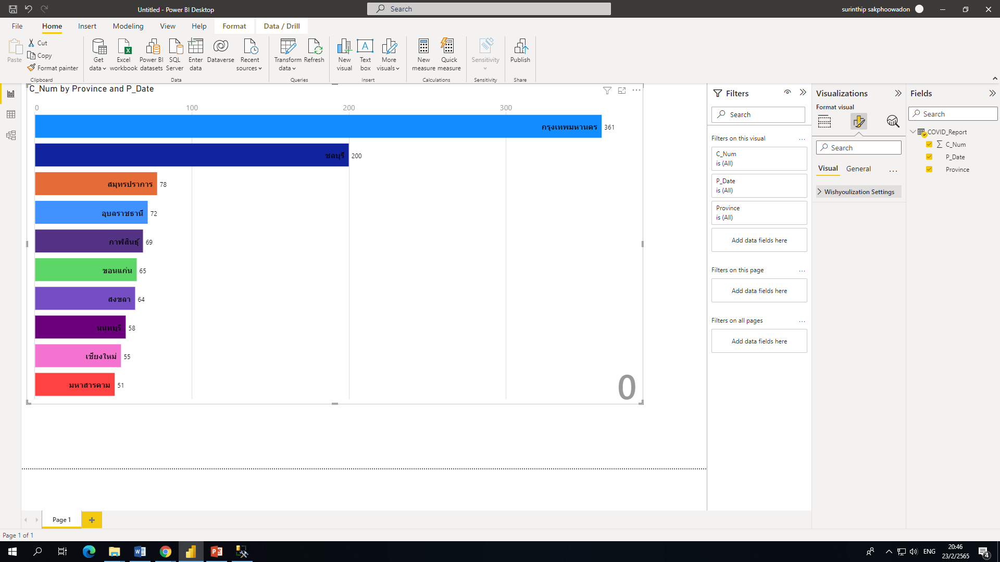 Untitled - Power BI Desktop
Search
surinthip sakphoowadon
File
Home
Insert
Modeling
View
Help
Format
Data / Drill
Paste
Cut
Copy
Format painter
Clipboard
Get data
Excel workbook
Power BI datasets
SQL Server
Enter data
Dataverse
Recent sources
Data
Transform data
Refresh
Queries
New visual
Text box
More visuals
Insert
New measure
Quick measure
Calculations
Sensitivity
Sensitivity
Publish
Share
C_Num by Province and P_Date
0 100 200 300
กรุงเทพมหานคร 361
ชลบุรี 200
สมุทรปราการ 78
อุบลราชธานี 72
กาฬสินธุ์ 69
ขอนแก่น 65
สงขลา 64
นนทบุรี 58
เชียงใหม่ 55
มหาสารคาม 51
0
Filters
Search
Filters on this visual
C_Num
is (All)
P_Date
is (All)
Province
is (All)
Add data fields here
Filters on this page
Add data fields here
Filters on all pages
Add data fields here
Visualizations
Format visual
Search
Visual
General
Wishyoulization Settings
Fields
Search
COVID_Report
C_Num
P_Date
Province
Page 1
Page 1 of 1
ENG
20:46
23/2/2565
4